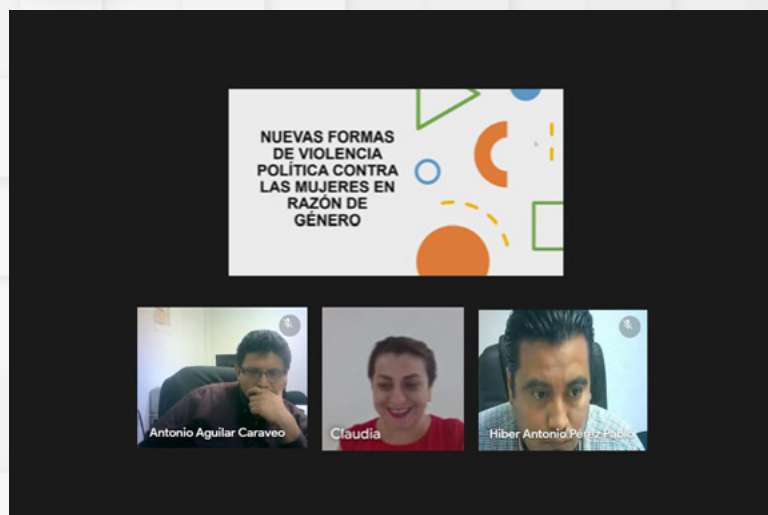 NUEVAS FORMAS
DE VIOLENCIA
POLÍTICA CONTRA
LAS MUJERES EN
RAZÓN DE
GÉNERO
Antonio Aguilar Caraveo
Claudia
Hiber Antonio Pérez Pablo